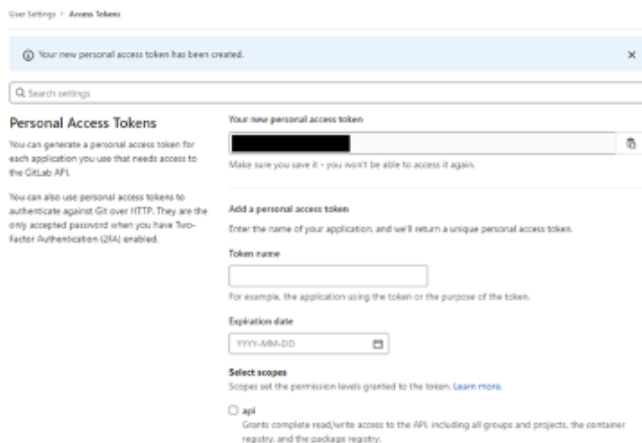 User Settings > Access Tokens
Your new personal access token has been created.
Search settings
Personal Access Tokens
You can generate a personal access token for
each application you use that needs access to
the GitLab API.
You can also use personal access tokens to
authenticate against Git over HTTP. They are the
only accepted password when you have Two-
Factor Authentication (2FA) enabled.
Your new personal access token
Make sure you save it - you won't be able to access it again.
Add a personal access token
Enter the name of your application, and we'll return a unique personal access token.
Token name
For example, the application using the token or the purpose of the token.
Expiration date
YYYY-MM-DD
Select scopes
Scopes set the permission levels granted to the token. Learn more.
api
Grants complete read/write access to the API, including all groups and projects, the container
registry, and the package registry.